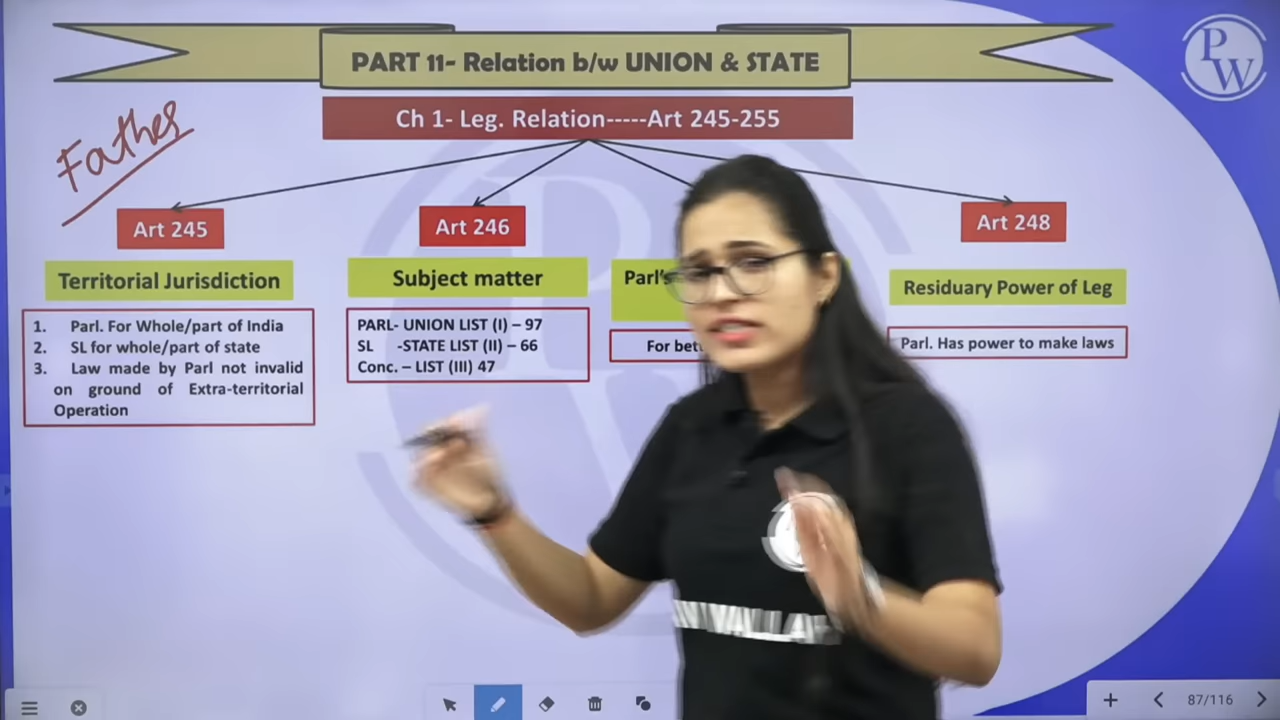 PART 11- Relation b/w UNION & STATE
PW
Ch 1- Leg. Relation-----Art 245-255
Father
Art 245
Art 246
Art 248
Territorial Jurisdiction
Subject matter
Parl's
Residuary Power of Leg
1. Parl. For Whole/part of India
2. SL for whole/part of state
3. Law made by Parl not invalid
on ground of Extra-territorial
Operation
PARL- UNION LIST (I) – 97
SL -STATE LIST (II) – 66
Conc. – LIST (III) 47
For
Parl. Has power to make laws
87/116